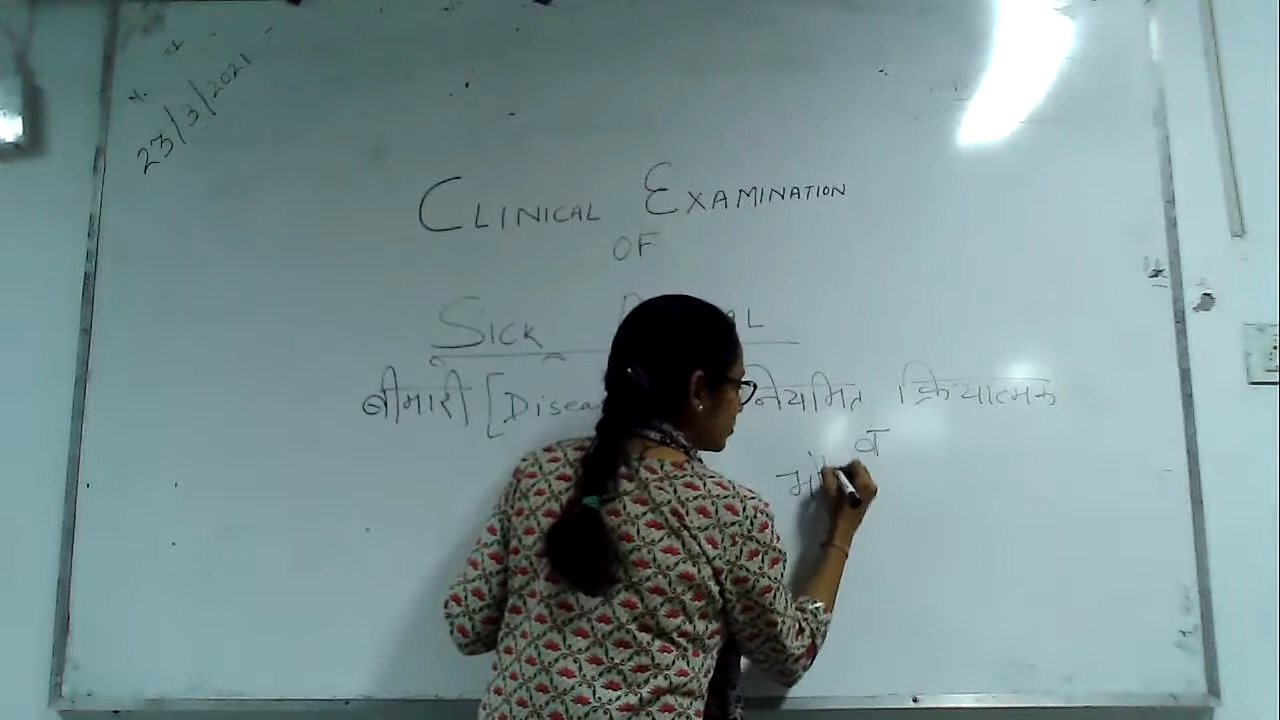 23/3/2021
CLINICAL EXAMINATION
OF
SICK
बीमारी [Disea नियमित क्रियात्मक
व